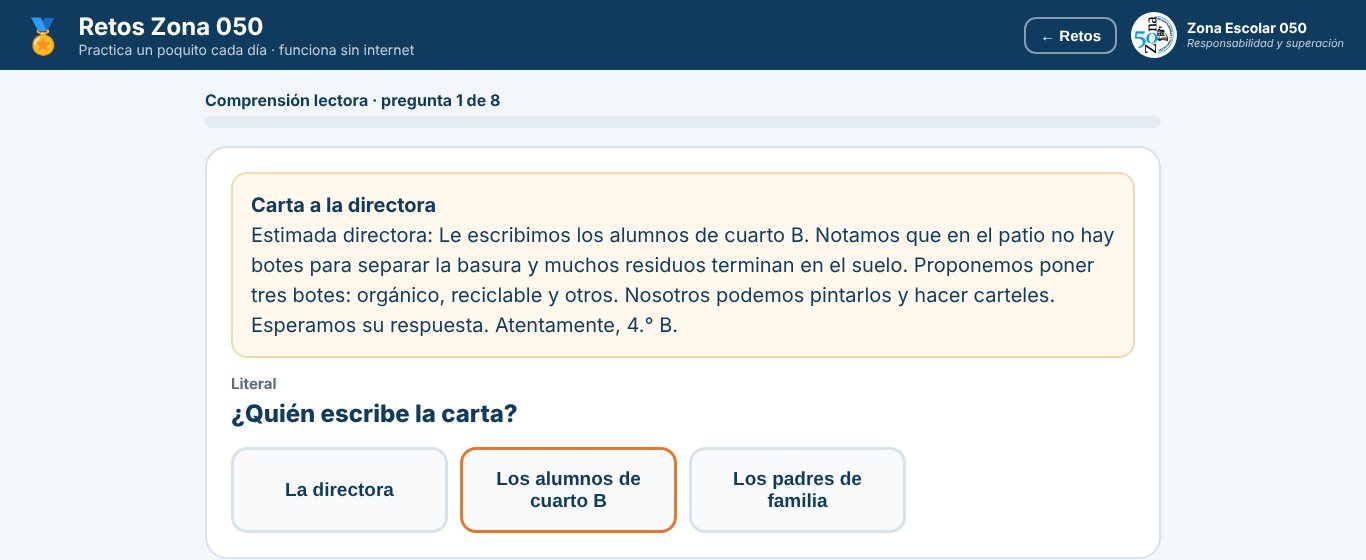 Retos Zona 050
Practica un poquito cada día · funciona sin internet
← Retos
Zona
50
Zona Escolar 050
Responsabilidad y superación
Comprensión lectora · pregunta 1 de 8
Carta a la directora
Estimada directora: Le escribimos los alumnos de cuarto B. Notamos que en el patio no hay
botes para separar la basura y muchos residuos terminan en el suelo. Proponemos poner
tres botes: orgánico, reciclable y otros. Nosotros podemos pintarlos y hacer carteles.
Esperamos su respuesta. Atentamente, 4.° B.
Literal
¿Quién escribe la carta?
La directora
Los alumnos de
cuarto B
Los padres de
familia